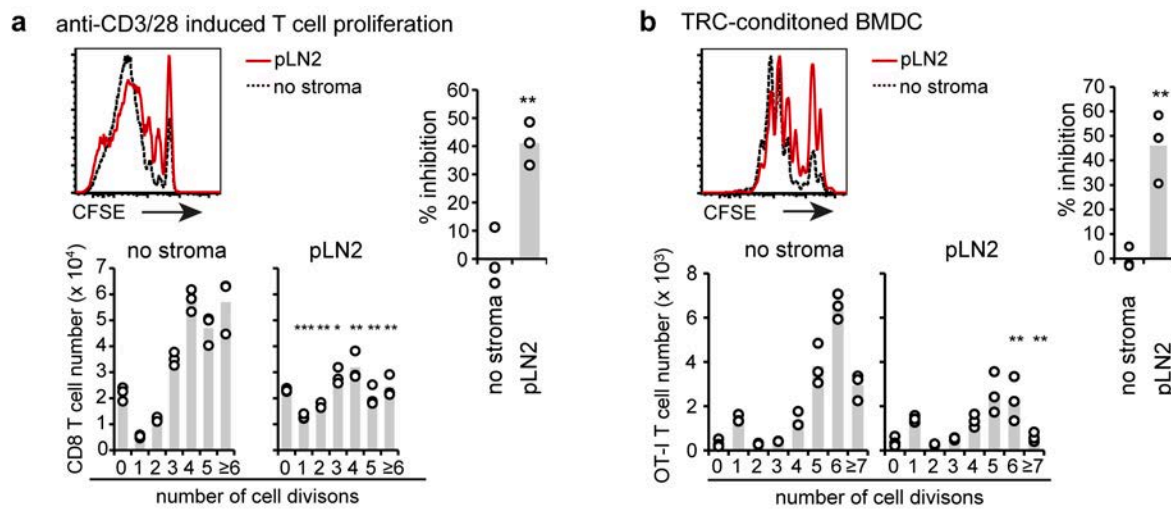 a anti-CD3/28 induced T cell proliferation
pLN2
no stroma
CFSE
% inhibition
60
50
40
30
20
10
0
**
no stroma
pLN2
no stroma
pLN2
CD8 T cell number (x 10⁴)
7
6
5
4
3
2
1
0
*** ** * ** ** **
0 1 2 3 4 5 ≥6
0 1 2 3 4 5 ≥6
number of cell divisons
b TRC-conditoned BMDC
pLN2
no stroma
CFSE
% inhibition
70
60
50
40
30
20
10
0
**
no stroma
pLN2
no stroma
pLN2
OT-I T cell number (x 10³)
8
6
4
2
0
** **
0 1 2 3 4 5 6 ≥7
0 1 2 3 4 5 6 ≥7
number of cell divisons